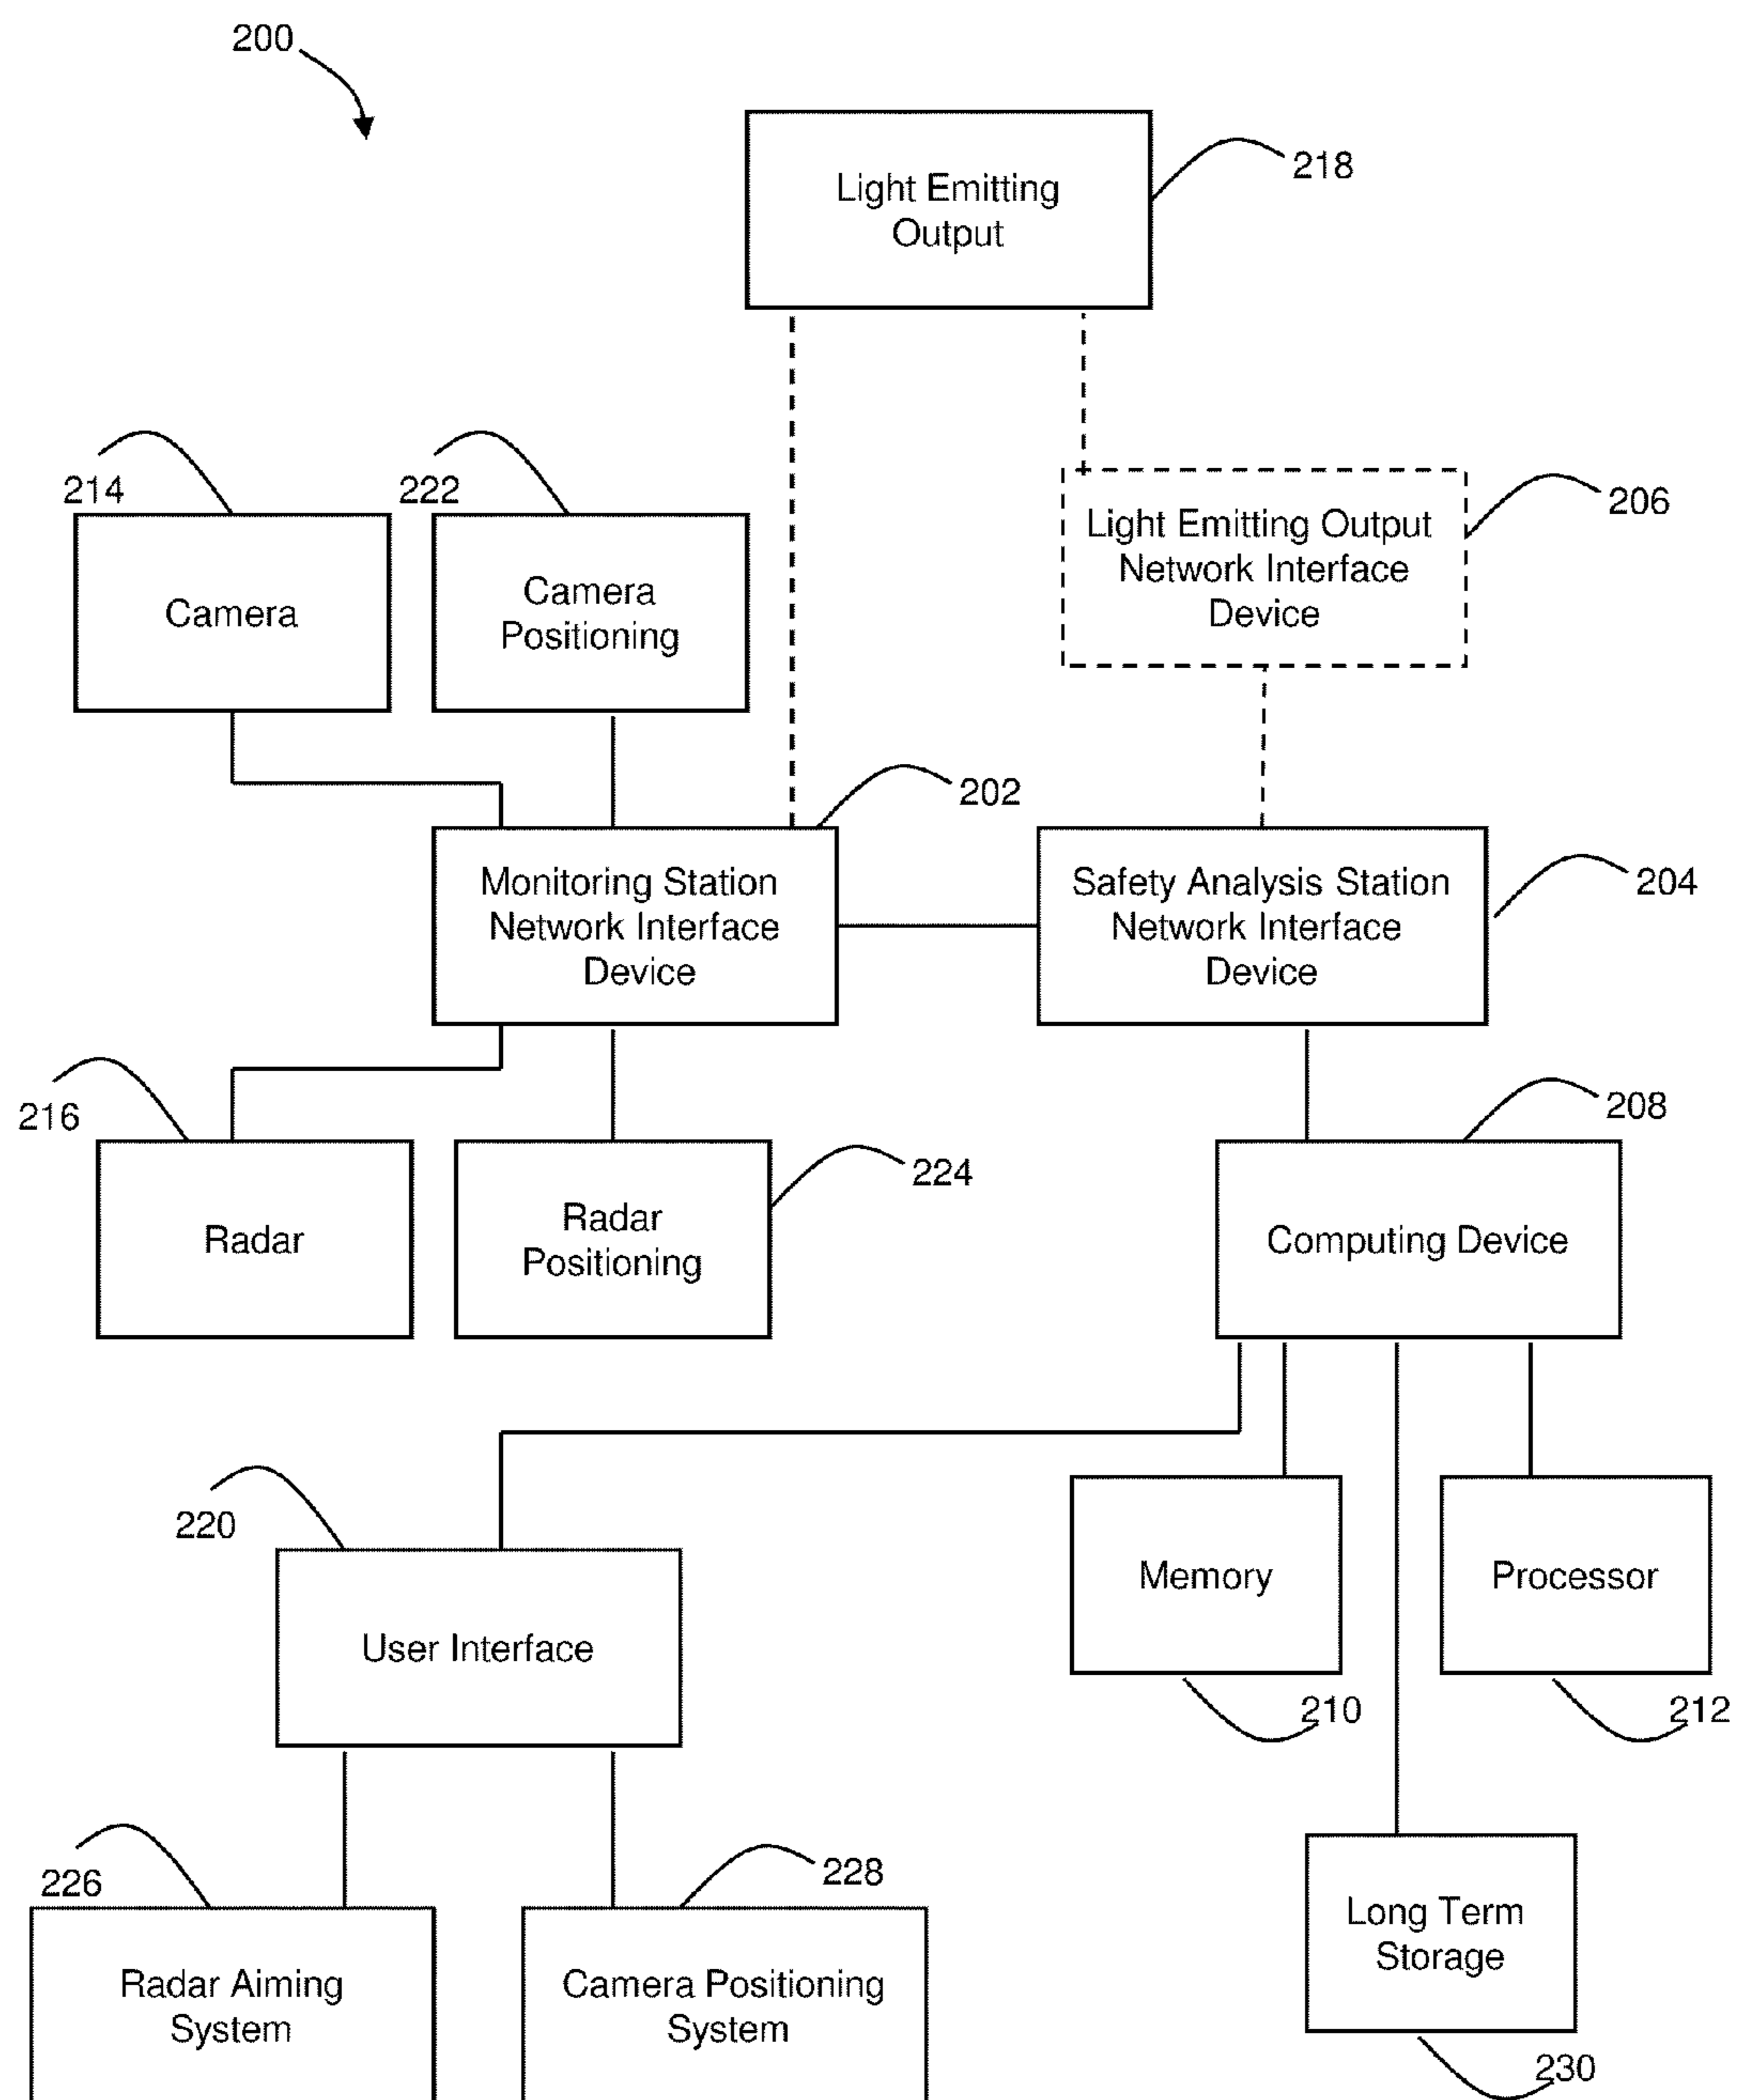 200
Light Emitting
Output
218
214
222
Camera
Camera
Positioning
Light Emitting Output
Network Interface
Device
206
202
Monitoring Station
Network Interface
Device
Safety Analysis Station
Network Interface
Device
204
216
Radar
Radar
Positioning
224
208
Computing Device
220
User Interface
Memory
210
Processor
212
226
Radar Aiming
System
228
Camera Positioning
System
Long Term
Storage
230